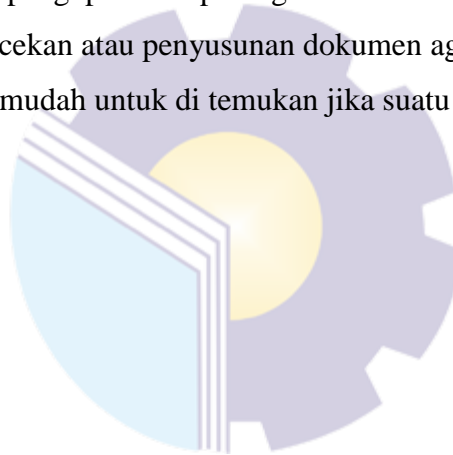 cekan atau penyusunan dokumen ag
mudah untuk di temukan jika suatu